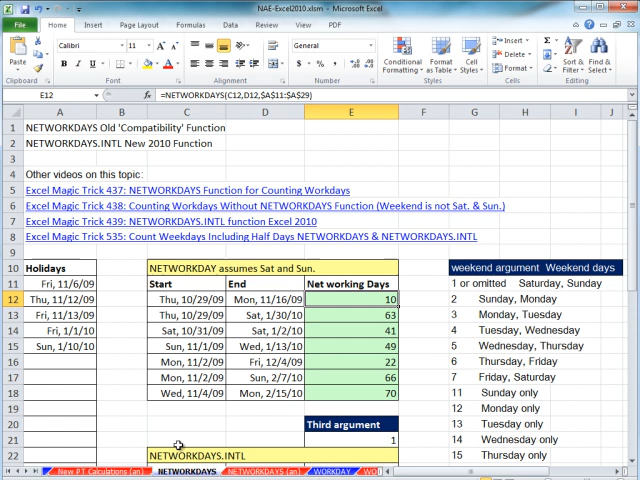 NAE-Excel2010.xlsm - Microsoft Excel
File Home Insert Page Layout Formulas Data Review View PDF
Calibri 11 General
Paste
Conditional Formatting as Table Cell Styles
Insert
Delete
Format
Sort & Filter Find & Select
Clipboard Font Alignment Number Styles Cells Editing
E12 fx =NETWORKDAYS(C12,D12,$A$11:$A$29)
A B C D E F G H I J
1 NETWORKDAYS Old 'Compatibility' Function
2 NETWORKDAYS.INTL New 2010 Function
3
4 Other videos on this topic:
5 Excel Magic Trick 437: NETWORKDAYS Function for Counting Workdays
6 Excel Magic Trick 438: Counting Workdays Without NETWORKDAYS Function (Weekend is not Sat. & Sun.)
7 Excel Magic Trick 439: NETWORKDAYS.INTL function Excel 2010
8 Excel Magic Trick 535: Count Weekdays Including Half Days NETWORKDAYS & NETWORKDAYS.INTL
9
10 Holidays NETWORKDAY assumes Sat and Sun. weekend argument Weekend days
11 Fri, 11/6/09 Start End Net working Days 1 or omitted Saturday, Sunday
12 Thu, 11/12/09 Thu, 10/29/09 Mon, 11/16/09 10 2 Sunday, Monday
13 Fri, 11/13/09 Thu, 10/29/09 Sat, 1/30/10 63 3 Monday, Tuesday
14 Fri, 1/1/10 Sat, 10/31/09 Mon, 12/28/09 41 4 Tuesday, Wednesday
15 Sun, 1/10/10 Sun, 11/1/09 Wed, 1/13/10 49 5 Wednesday, Thursday
16 Mon, 11/2/09 Fri, 12/4/09 22 6 Thursday, Friday
17 Mon, 11/2/09 Sun, 2/7/10 66 7 Friday, Saturday
18 Wed, 11/4/09 Mon, 2/15/10 70 11 Sunday only
19 12 Monday only
20 Third argument 13 Tuesday only
21 1 14 Wednesday only
22 NETWORKDAYS.INTL 15 Thursday only
New PT Calculations (an) NETWORKDAYS NETWORKDAYS (an) WORKDAY WO